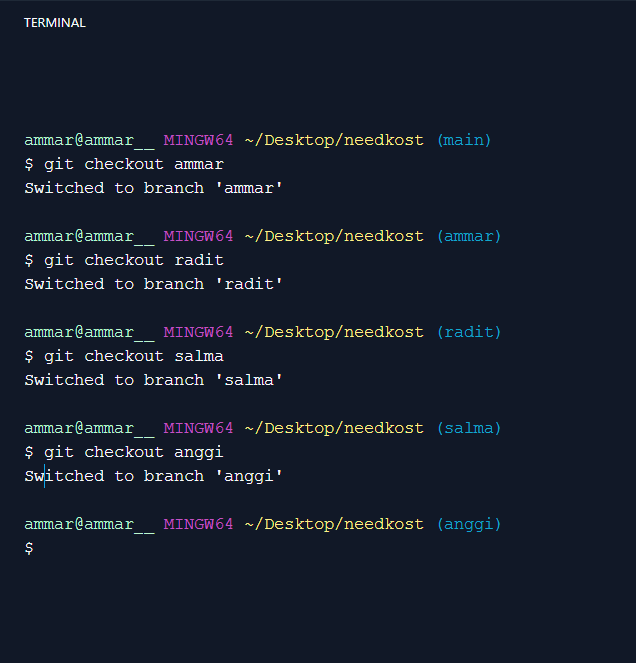 TERMINAL
ammar@ammar__ MINGW64 ~/Desktop/needkost (main)
$ git checkout ammar
Switched to branch 'ammar'
ammar@ammar__ MINGW64 ~/Desktop/needkost (ammar)
$ git checkout radit
Switched to branch 'radit'
ammar@ammar__ MINGW64 ~/Desktop/needkost (radit)
$ git checkout salma
Switched to branch 'salma'
ammar@ammar__ MINGW64 ~/Desktop/needkost (salma)
$ git checkout anggi
Switched to branch 'anggi'
ammar@ammar__ MINGW64 ~/Desktop/needkost (anggi)
$